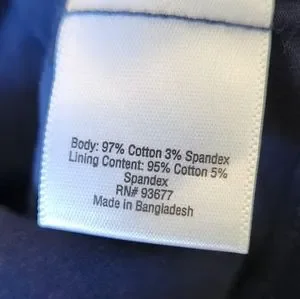 Body: 97% Cotton 3% Spandex
Lining Content: 95% Cotton 5%
Spandex
RN# 93677
Made in Bangladesh